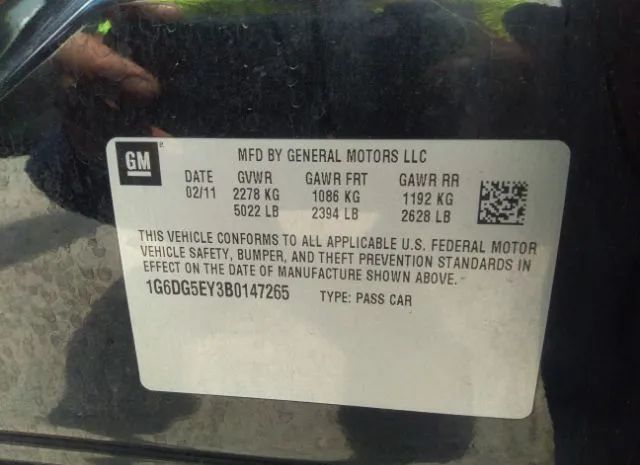 GM
MFD BY GENERAL MOTORS LLC
DATE GVWR GAWR FRT GAWR RR
02/11 2278 KG 1086 KG 1192 KG
5022 LB 2394 LB 2628 LB
THIS VEHICLE CONFORMS TO ALL APPLICABLE U.S. FEDERAL MOTOR
VEHICLE SAFETY, BUMPER, AND THEFT PREVENTION STANDARDS IN
EFFECT ON THE DATE OF MANUFACTURE SHOWN ABOVE.
1G6DG5EY3B0147265 TYPE: PASS CAR